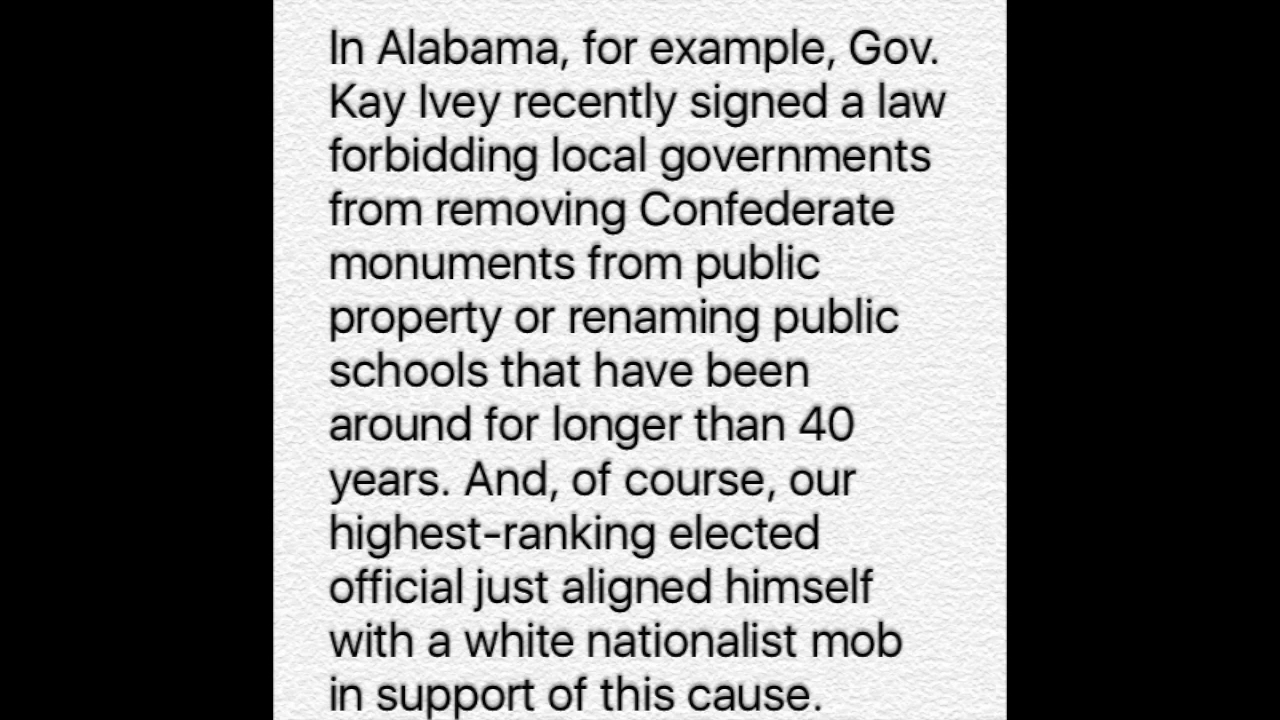 In Alabama, for example, Gov.
Kay Ivey recently signed a law
forbidding local governments
from removing Confederate
monuments from public
property or renaming public
schools that have been
around for longer than 40
years. And, of course, our
highest-ranking elected
official just aligned himself
with a white nationalist mob
in support of this cause.